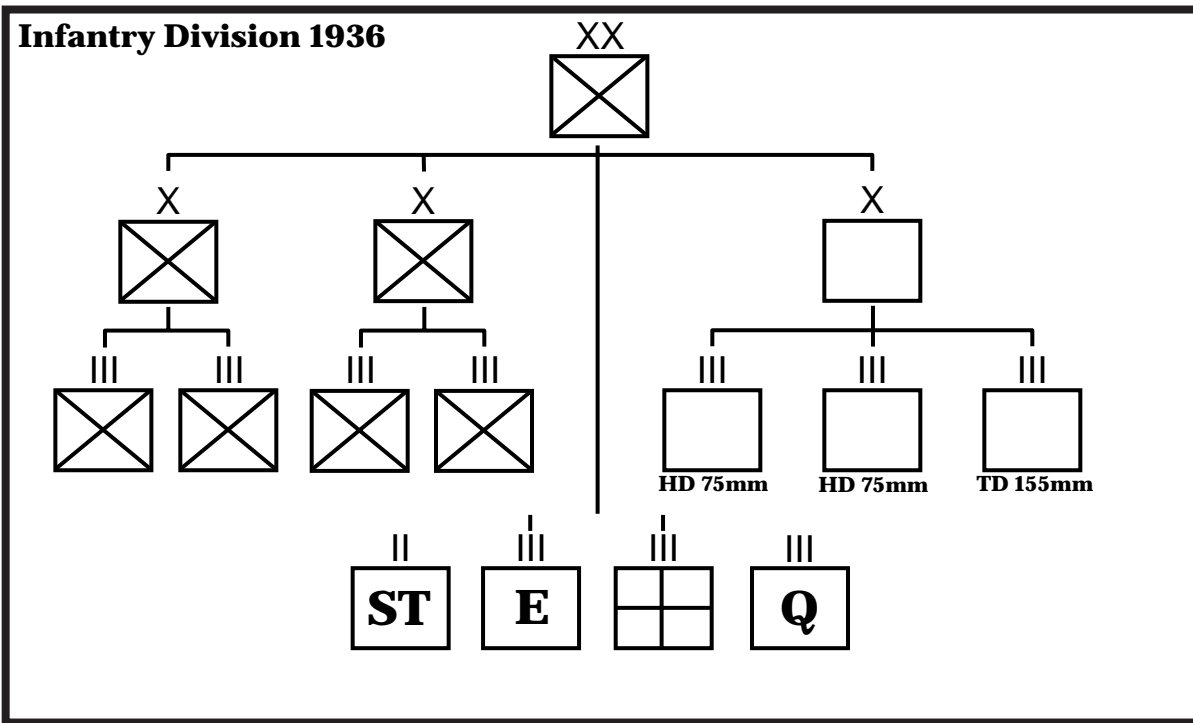 Infantry Division 1936
XX
X X X
III III III III III III III
HD 75mm HD 75mm TD 155mm
II III III III
ST E Q